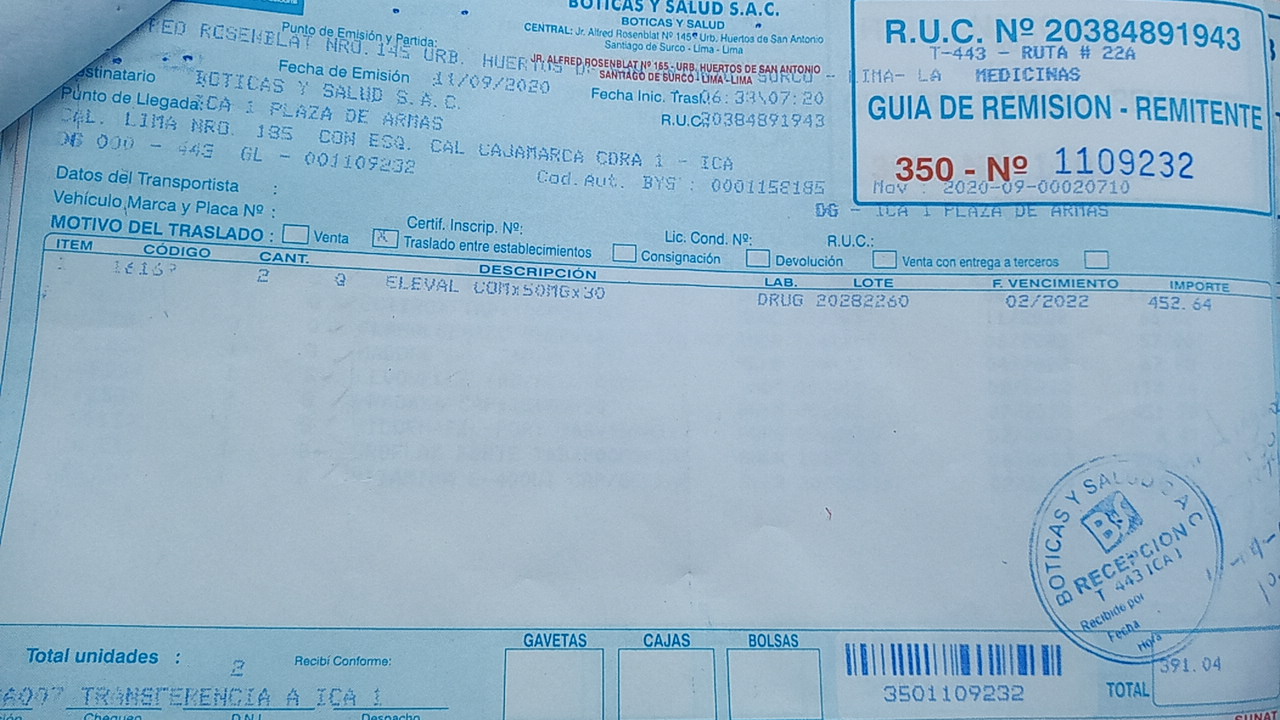 BOTICAS Y SALUD S.A.C.
BOTICAS Y SALUD
CENTRAL: Jr. Alfred Rosenblat Nº 145 Urb. Huertos de San Antonio
Santiago de Surco - Lima - Lima
JR. ALFRED ROSENBLAT Nº 165 - URB. HUERTOS DE SAN ANTONIO
SANTIAGO DE SURCO - LIMA - LIMA
R.U.C. Nº 20384891943
T-443 - RUTA # 22A
MEDICINAS
GUIA DE REMISION - REMITENTE
350 - Nº 1109232
Mov : 2020-09-00020710
DG - ICA 1 PLAZA DE ARMAS
Punto de Emisión y Partida:
ROSENBLAT NRO. 145 URB. HUERTOS SURCO - LIMA- LA
Fecha de Emisión 11/09/2020
Fecha Inic. Trasl. 06:33:07:20
BOTICAS Y SALUD S.A.C.
R.U.C. 20384891943
Punto de Llegada: ICA 1 PLAZA DE ARMAS
CAL. LIMA NRO. 185 CON ESQ. CAL CAJAMARCA CDRA 1 - ICA
DG 000 - 443 GL - 001109232
Cod.Aut. BYS : 0001158185
Datos del Transportista :
Vehículo,Marca y Placa Nº :
Certif. Inscrip. Nº:
Lic. Cond. Nº:
R.U.C.:
MOTIVO DEL TRASLADO : Venta X Traslado entre establecimientos Consignación Devolución Venta con entrega a terceros
ITEM CÓDIGO CANT. DESCRIPCIÓN LAB. LOTE F. VENCIMIENTO IMPORTE
1 16167 2 Q ELEVAL COMx50MGx30 DRUG 20282260 02/2022 452.64
BOTICAS Y SALUD S A C
BS
RECEPCION
T 443 ICA 1
Recibido por
Fecha
Hora
Total unidades : 2
Recibí Conforme:
GAVETAS
CAJAS
BOLSAS
3501109232
TOTAL
391.04
TRANSFERENCIA A ICA 1
Chequeo
D.N.I.
Despacho
SUNAT